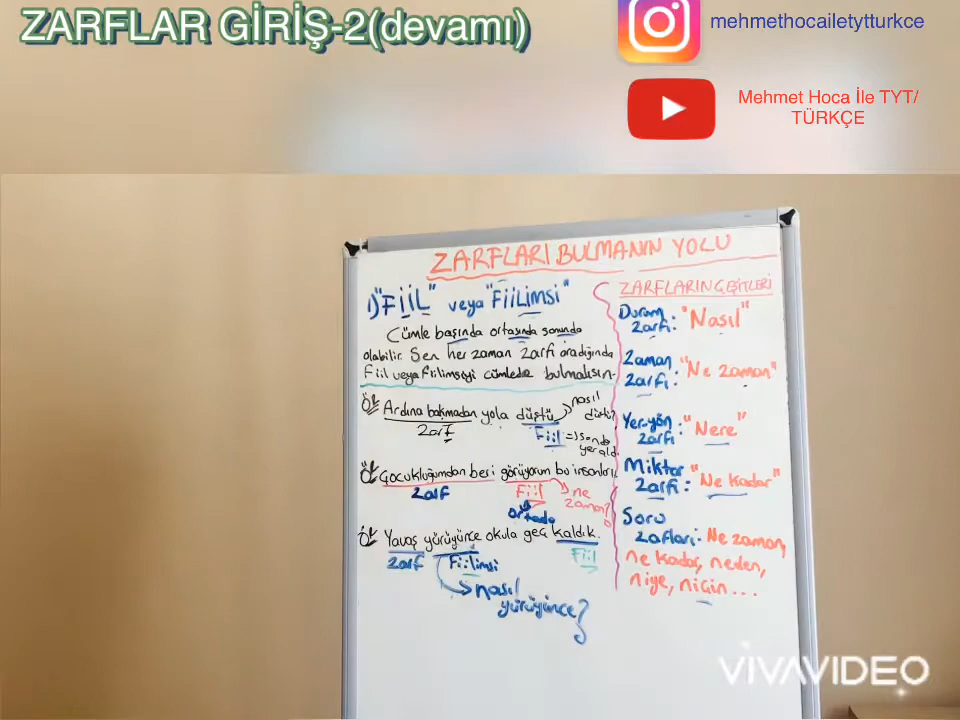 ZARFLAR GİRİŞ-2(devamı)
mehmethocailetytturkce
Mehmet Hoca İle TYT/
TÜRKÇE
ZARFLARI BULMANIN YOLU
1) "FİİL" veya "Fiilimsi"
Cümle başında ortasında sonunda
olabilir. Sen her zaman zarfı aradığında
Fiil veya Fiilimsiyi cümlede bulmalısın.
ÖR Ardına bakmadan yola düştü
nasıl
düştü?
Zarf
Fiil => sonda
yer aldı.
ÖR Çocukluğumdan beri görüyorum bu insanları
Zarf
Fiil
ne
zaman?
ortada
ÖR Yavaş yürüyünce okula geç kaldık.
zarf
Fiilimsi
Fiil
nasıl
yürüyünce?
ZARFLARIN ÇEŞİTLERİ
Durum
zarfı: "Nasıl"
Zaman
zarfı: "Ne zaman"
Yer-yön
zarfı: "Nere"
Miktar
zarfı: "Ne kadar"
Soru
zarfları: Ne zaman,
ne kadar, neden,
niye, niçin...
VIVAVIDEO